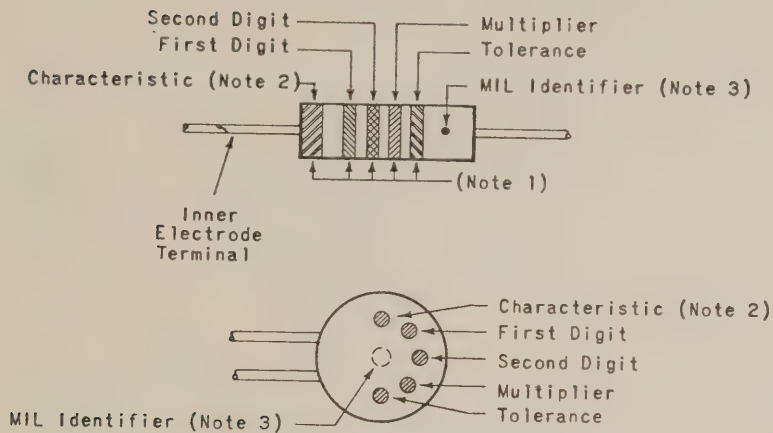 Second Digit
Multiplier
First Digit
Tolerance
Characteristic (Note 2)
MIL Identifier (Note 3)
(Note 1)
Inner
Electrode
Terminal
Characteristic (Note 2)
First Digit
Second Digit
Multiplier
MIL Identifier (Note 3)
Tolerance